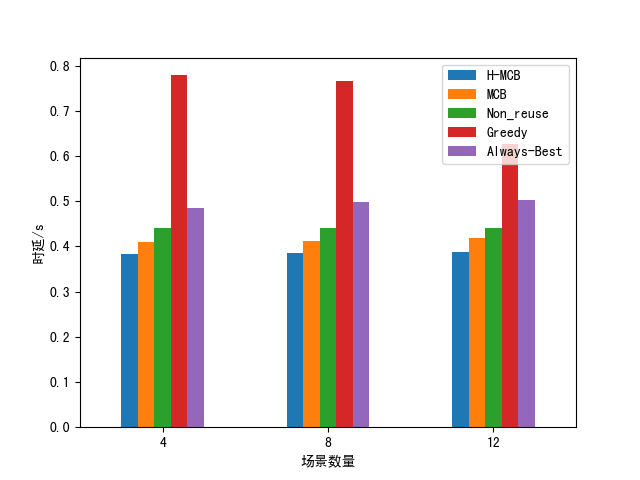 0.8
0.7
0.6
0.5
0.4
0.3
0.2
0.1
0.0
时延/s
4
8
12
场景数量
H-MCB
MCB
Non_reuse
Greedy
Always-Best